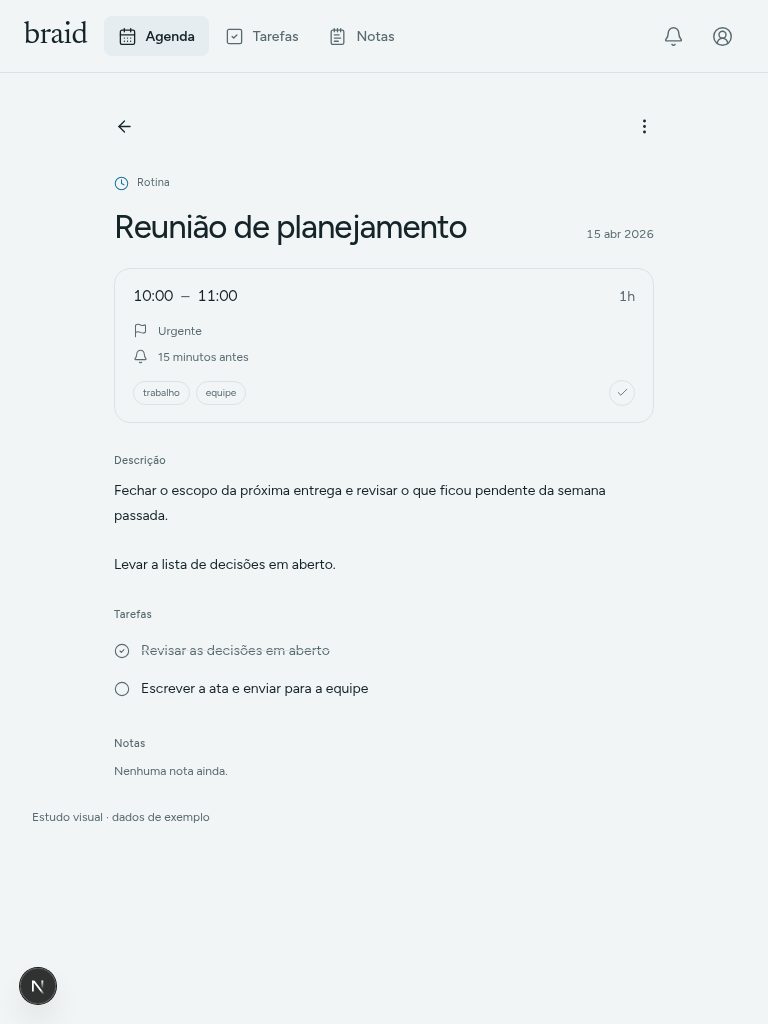 braid
Agenda
Tarefas
Notas
Rotina
Reunião de planejamento
15 abr 2026
10:00 – 11:00
1h
Urgente
15 minutos antes
trabalho
equipe
Descrição
Fechar o escopo da próxima entrega e revisar o que ficou pendente da semana
passada.
Levar a lista de decisões em aberto.
Tarefas
Revisar as decisões em aberto
Escrever a ata e enviar para a equipe
Notas
Nenhuma nota ainda.
Estudo visual · dados de exemplo
N